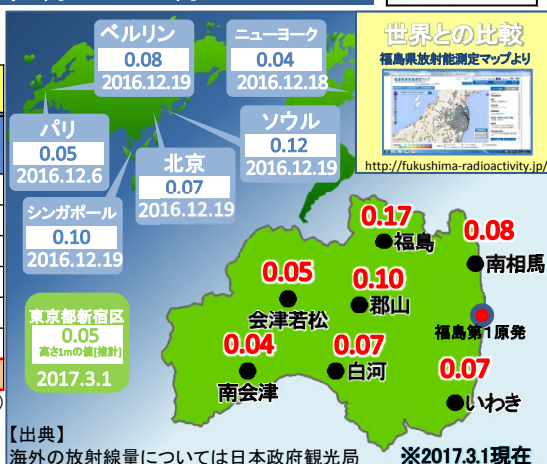 ベルリン
0.08
2016.12.19
ニューヨーク
0.04
2016.12.18
世界との比較
福島県放射能測定マップより
http://fukushima-radioactivity.jp/
パリ
0.05
2016.12.6
北京
0.07
2016.12.19
ソウル
0.12
2016.12.19
シンガポール
0.10
2016.12.19
東京都新宿区
0.05
高さ1mの値[推計]
2017.3.1
0.17
福島
0.08
南相馬
0.05
会津若松
0.10
郡山
福島第1原発
0.04
南会津
0.07
白河
0.07
いわき
【出典】
海外の放射線量については日本政府観光局
※2017.3.1現在